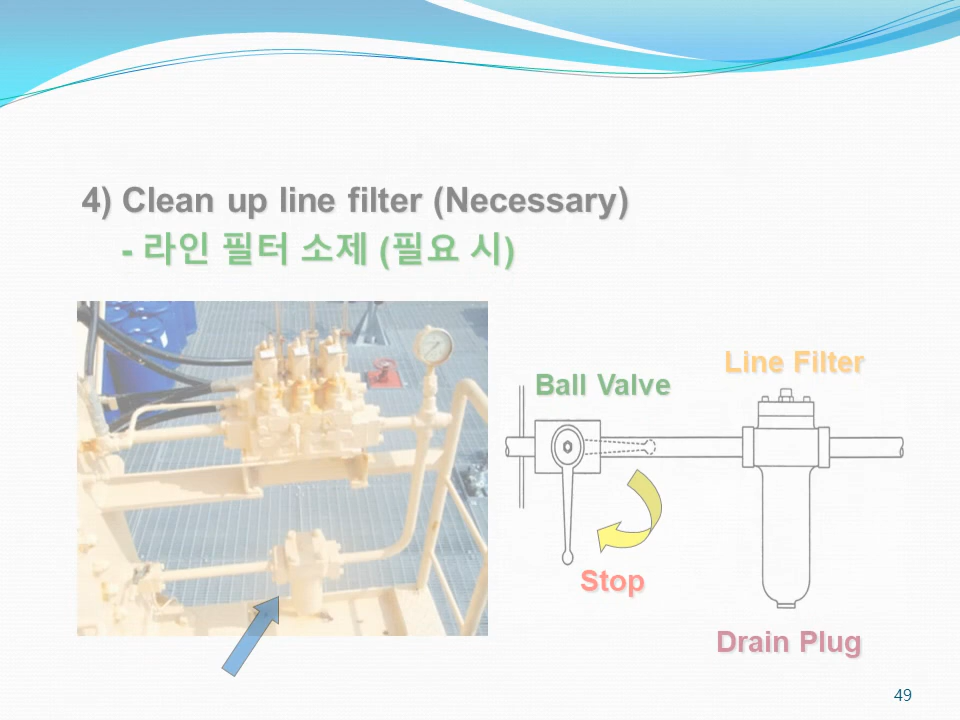 4) Clean up line filter (Necessary)
- 라인 필터 소제 (필요 시)
Line Filter
Ball Valve
Stop
Drain Plug
49